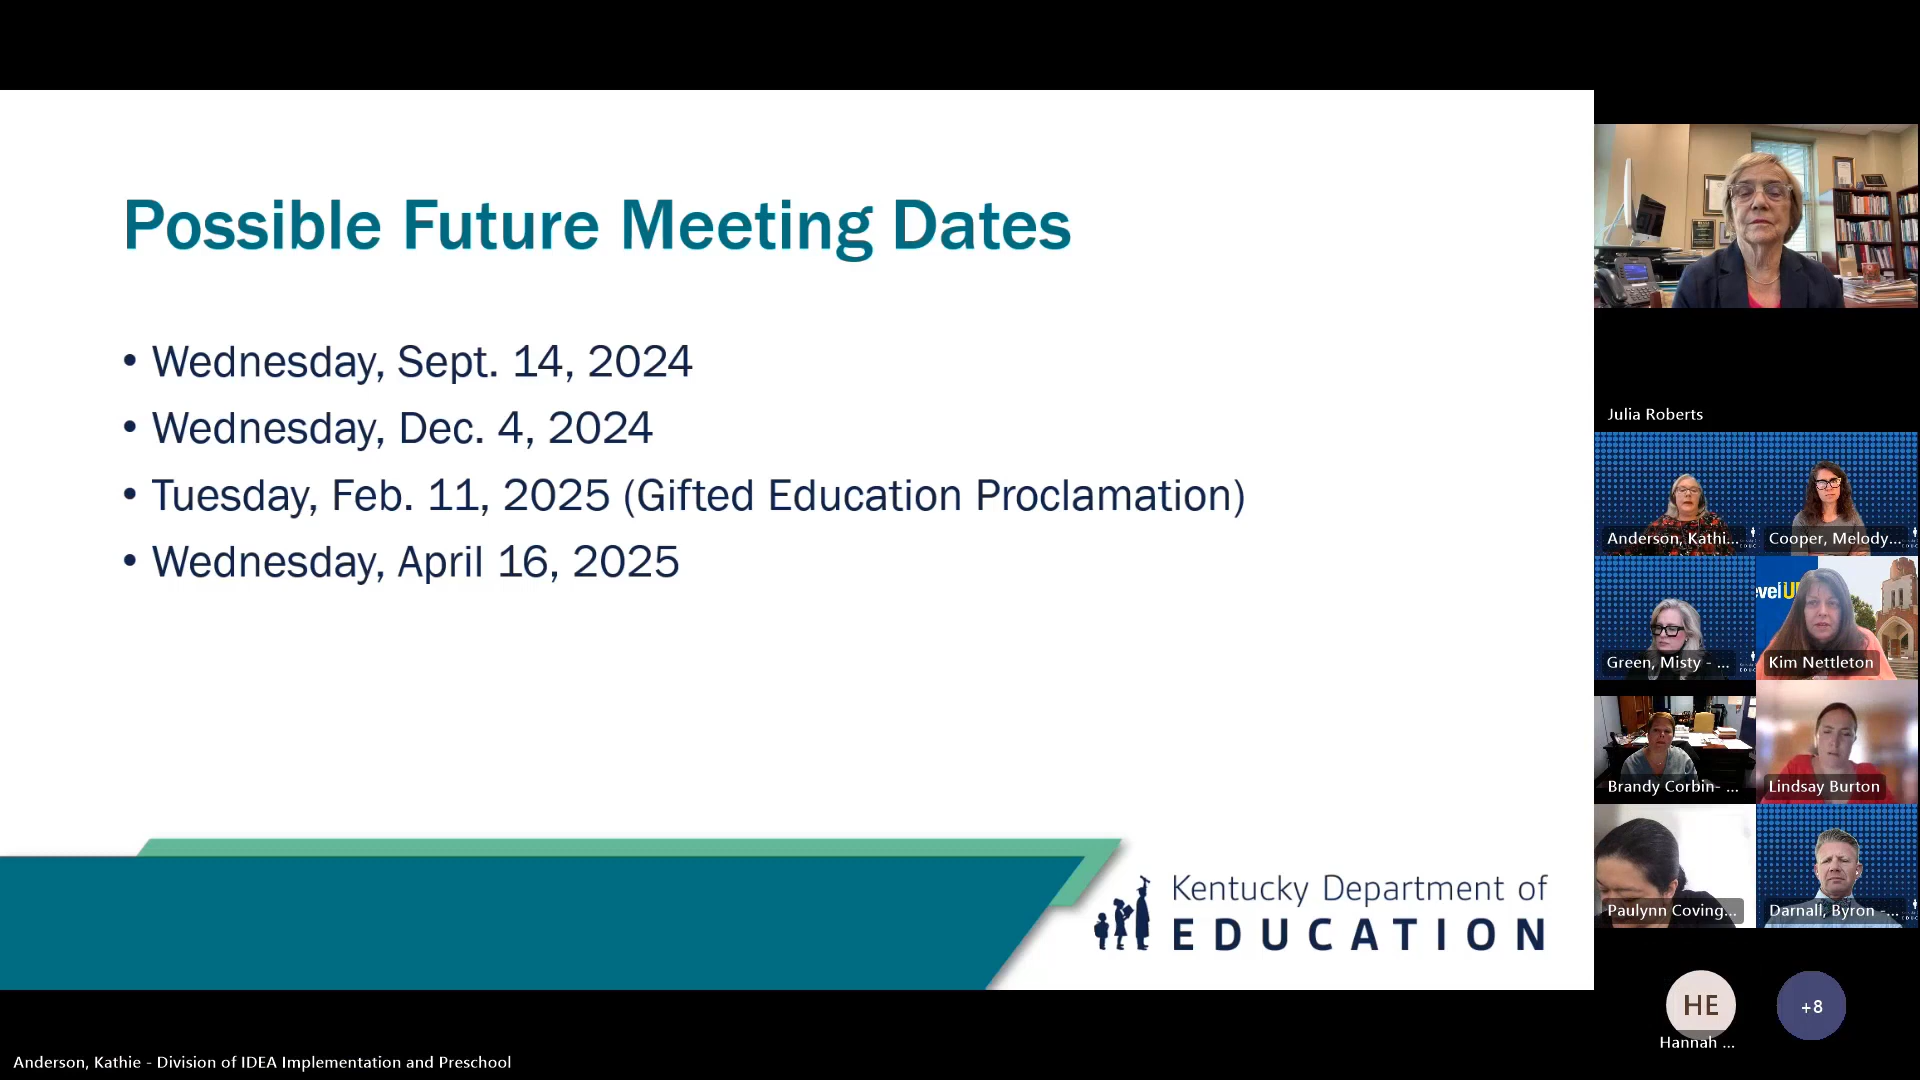 Possible Future Meeting Dates
• Wednesday, Sept. 14, 2024
• Wednesday, Dec. 4, 2024
• Tuesday, Feb. 11, 2025 (Gifted Education Proclamation)
• Wednesday, April 16, 2025
Kentucky Department of
EDUCATION
Julia Roberts
Anderson, Kathi...
Cooper, Melody...
Green, Misty - ...
evelU
Kim Nettleton
Brandy Corbin- ...
Lindsay Burton
Paulynn Coving...
Darnall, Byron -...
HE
+8
Hannah ...
Anderson, Kathie - Division of IDEA Implementation and Preschool